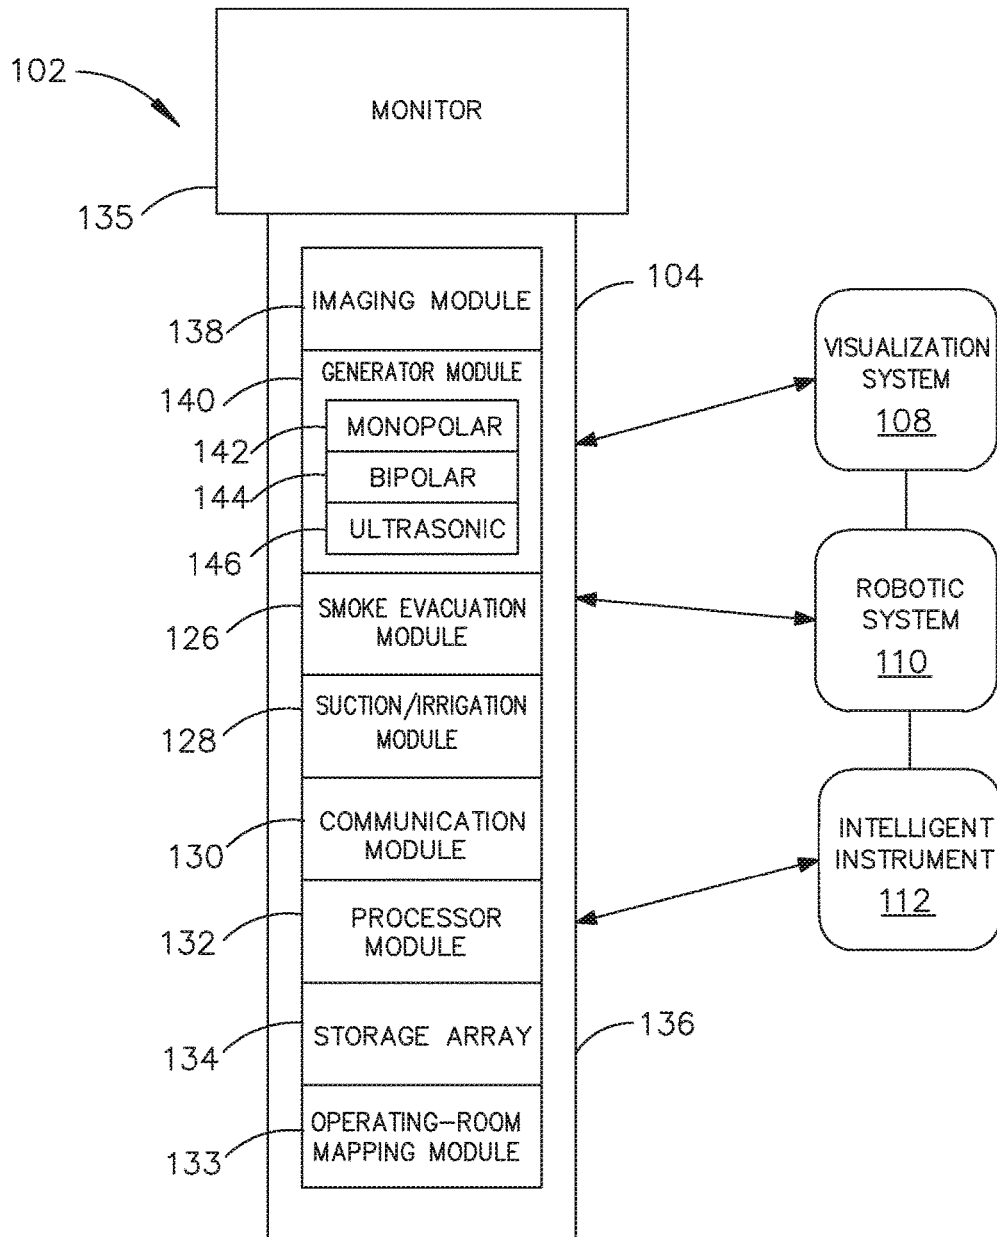 102
MONITOR
135
104
IMAGING MODULE
138
GENERATOR MODULE
140
MONOPOLAR
142
BIPOLAR
144
ULTRASONIC
146
SMOKE EVACUATION
MODULE
126
SUCTION/IRRIGATION
MODULE
128
COMMUNICATION
MODULE
130
PROCESSOR
MODULE
132
STORAGE ARRAY
134
136
OPERATING-ROOM
MAPPING MODULE
133
VISUALIZATION
SYSTEM
108
ROBOTIC
SYSTEM
110
INTELLIGENT
INSTRUMENT
112